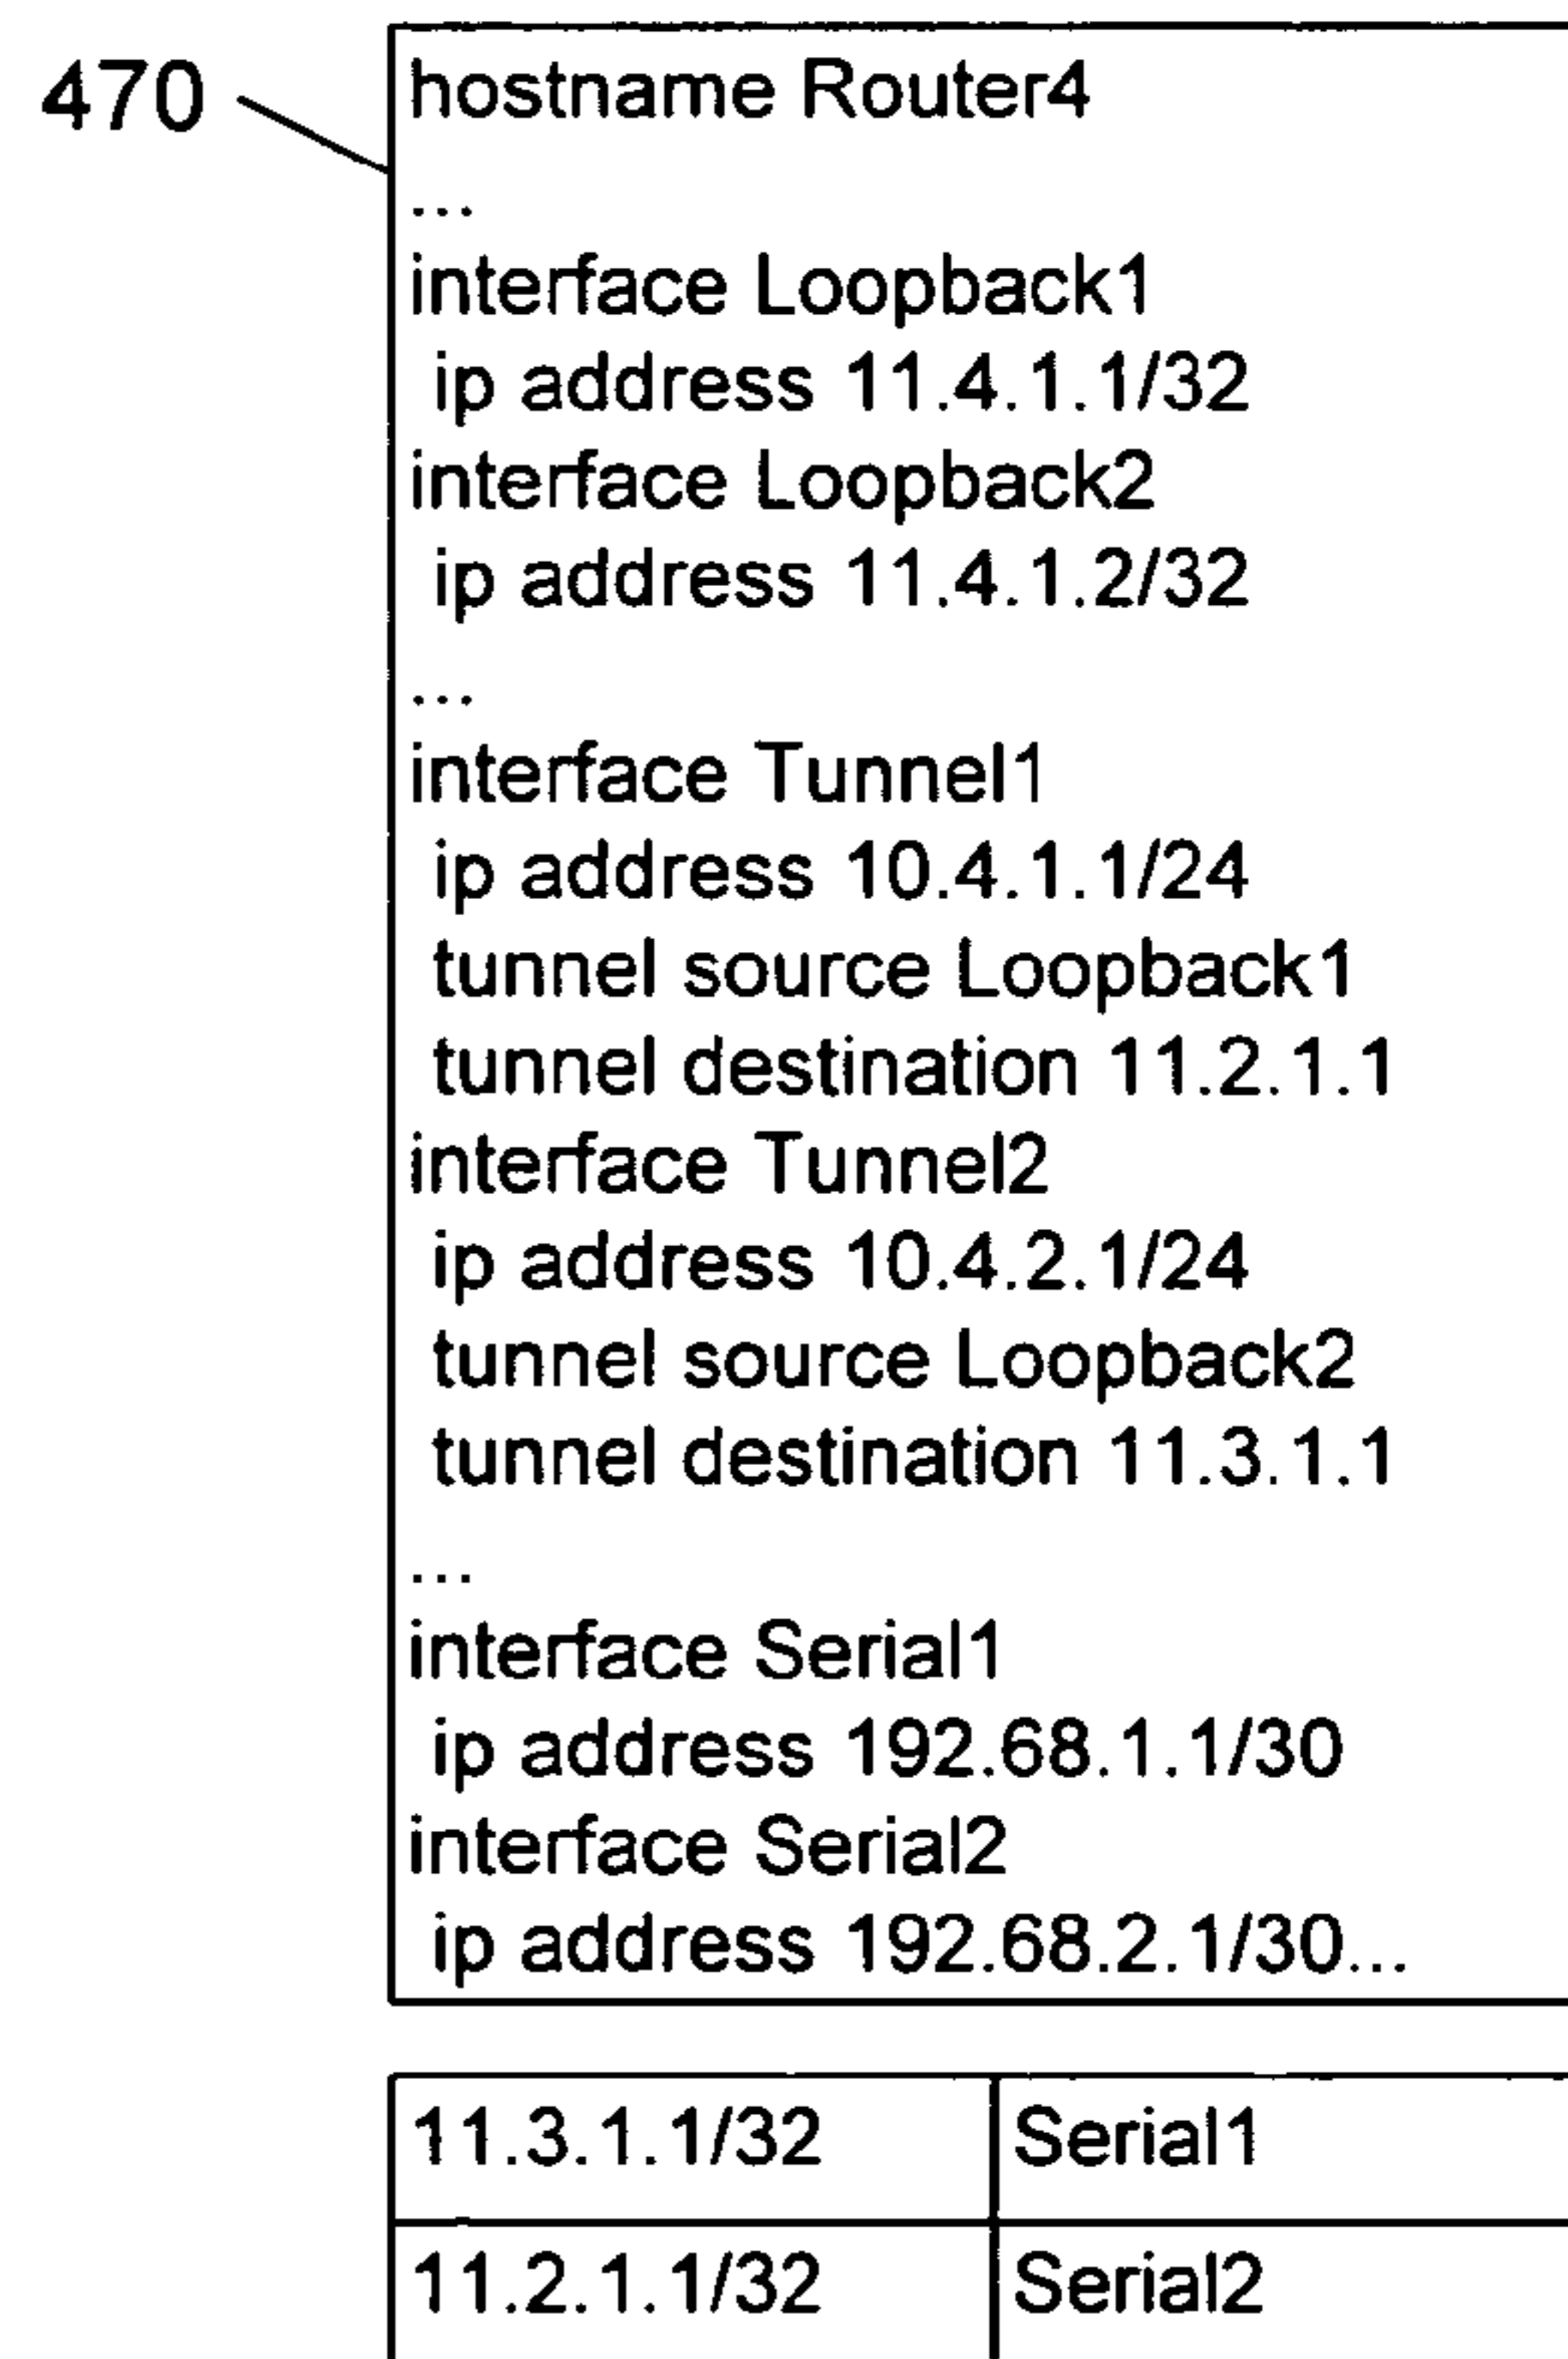 470
hostname Router4
...
interface Loopback1
ip address 11.4.1.1/32
interface Loopback2
ip address 11.4.1.2/32
...
interface Tunnel1
ip address 10.4.1.1/24
tunnel source Loopback1
tunnel destination 11.2.1.1
interface Tunnel2
ip address 10.4.2.1/24
tunnel source Loopback2
tunnel destination 11.3.1.1
...
interface Serial1
ip address 192.68.1.1/30
interface Serial2
ip address 192.68.2.1/30...
11.3.1.1/32 Serial1
11.2.1.1/32 Serial2